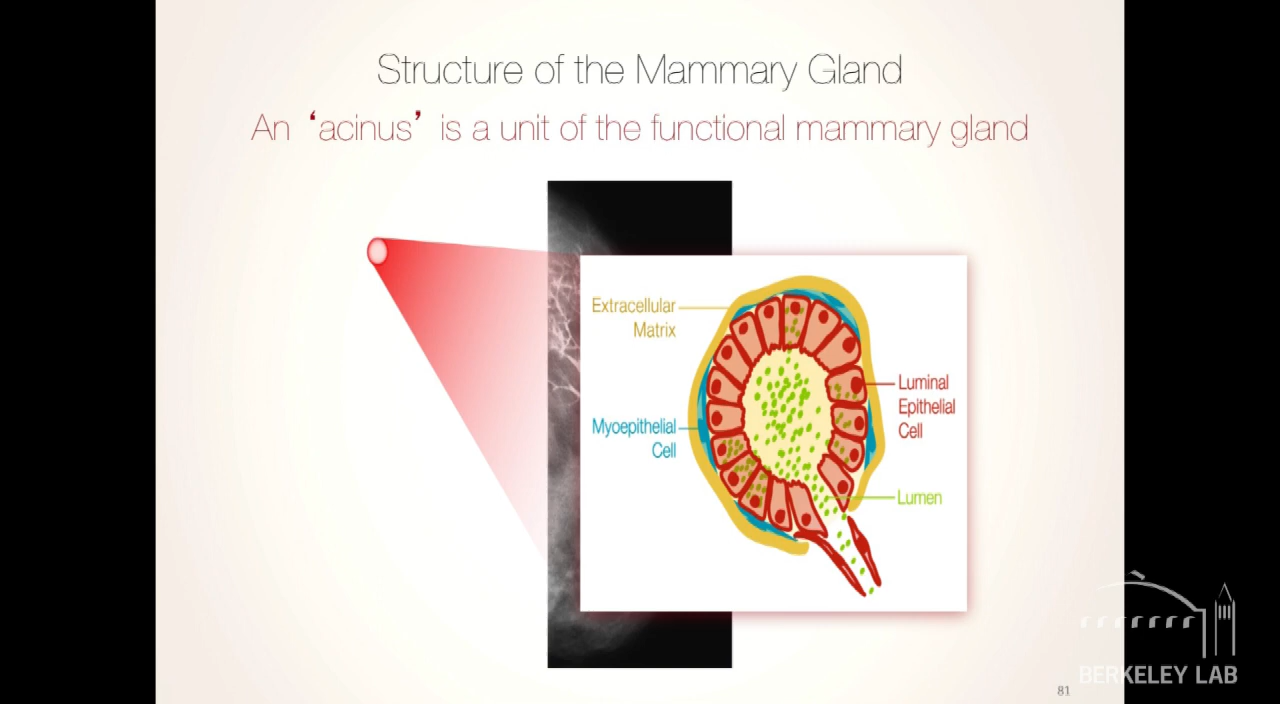 Structure of the Mammary Gland
An ‘acinus’ is a unit of the functional mammary gland
Extracellular
Matrix
Luminal
Epithelial
Cell
Myoepithelial
Cell
Lumen
BERKELEY LAB
81